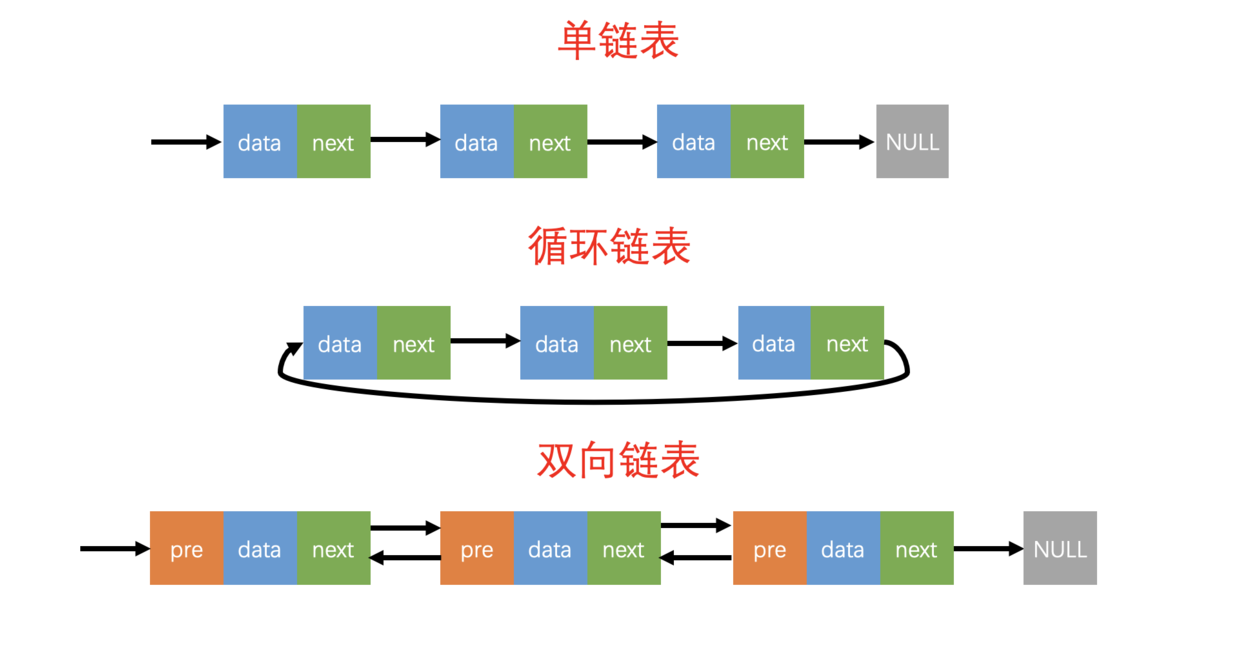 单链表
data next data next data next NULL
循环链表
data next data next data next
双向链表
pre data next pre data next pre data next NULL